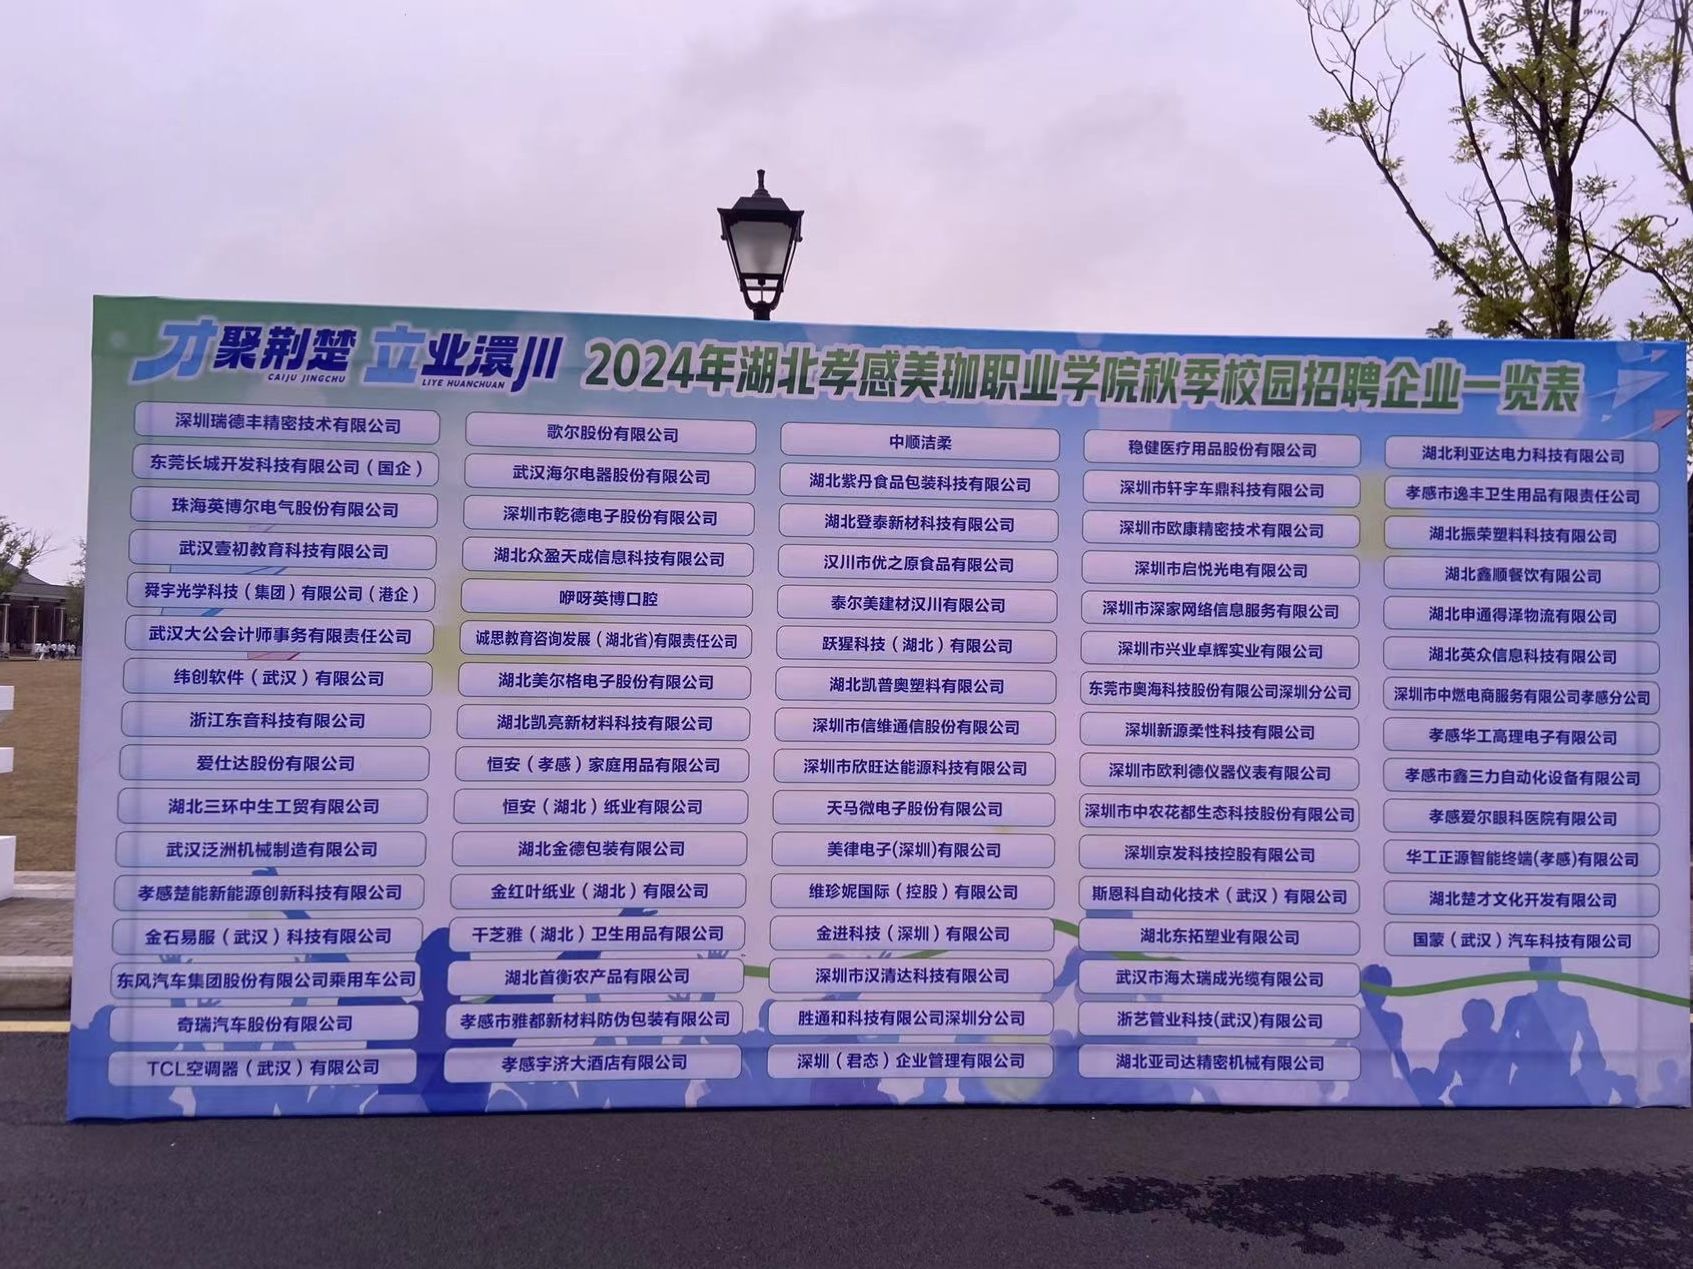 才聚荆楚 立业澴川
CAIJU JINGCHU LIYE HUANCHUAN
2024年湖北孝感美珈职业学院秋季校园招聘企业一览表
深圳瑞德丰精密技术有限公司
东莞长城开发科技有限公司（国企）
珠海英博尔电气股份有限公司
武汉壹初教育科技有限公司
舜宇光学科技（集团）有限公司（港企）
武汉大公会计师事务有限责任公司
纬创软件（武汉）有限公司
浙江东音科技有限公司
爱仕达股份有限公司
湖北三环中生工贸有限公司
武汉泛洲机械制造有限公司
孝感楚能新能源创新科技有限公司
金石易服（武汉）科技有限公司
东风汽车集团股份有限公司乘用车公司
奇瑞汽车股份有限公司
TCL空调器（武汉）有限公司
歌尔股份有限公司
武汉海尔电器股份有限公司
深圳市乾德电子股份有限公司
湖北众盈天成信息科技有限公司
咿呀英博口腔
诚思教育咨询发展（湖北省)有限责任公司
湖北美尔格电子股份有限公司
湖北凯亮新材料科技有限公司
恒安（孝感）家庭用品有限公司
恒安（湖北）纸业有限公司
湖北金德包装有限公司
金红叶纸业（湖北）有限公司
千芝雅（湖北）卫生用品有限公司
湖北首衡农产品有限公司
孝感市雅都新材料防伪包装有限公司
孝感宇济大酒店有限公司
中顺洁柔
湖北紫丹食品包装科技有限公司
湖北登泰新材科技有限公司
汉川市优之原食品有限公司
泰尔美建材汉川有限公司
跃猩科技（湖北）有限公司
湖北凯普奥塑料有限公司
深圳市信维通信股份有限公司
深圳市欣旺达能源科技有限公司
天马微电子股份有限公司
美律电子(深圳)有限公司
维珍妮国际（控股）有限公司
金进科技（深圳）有限公司
深圳市汉清达科技有限公司
胜通和科技有限公司深圳分公司
深圳（君态）企业管理有限公司
稳健医疗用品股份有限公司
深圳市轩宇车鼎科技有限公司
深圳市欧康精密技术有限公司
深圳市启悦光电有限公司
深圳市深家网络信息服务有限公司
深圳市兴业卓辉实业有限公司
东莞市奥海科技股份有限公司深圳分公司
深圳新源柔性科技有限公司
深圳市欧利德仪器仪表有限公司
深圳市中农花都生态科技股份有限公司
深圳京发科技控股有限公司
斯恩科自动化技术（武汉）有限公司
湖北东拓塑业有限公司
武汉市海太瑞成光缆有限公司
浙艺管业科技(武汉)有限公司
湖北亚司达精密机械有限公司
湖北利亚达电力科技有限公司
孝感市逸丰卫生用品有限责任公司
湖北振荣塑料科技有限公司
湖北鑫顺餐饮有限公司
湖北申通得泽物流有限公司
湖北英众信息科技有限公司
深圳市中燃电商服务有限公司孝感分公司
孝感华工高理电子有限公司
孝感市鑫三力自动化设备有限公司
孝感爱尔眼科医院有限公司
华工正源智能终端(孝感)有限公司
湖北楚才文化开发有限公司
国蒙（武汉）汽车科技有限公司